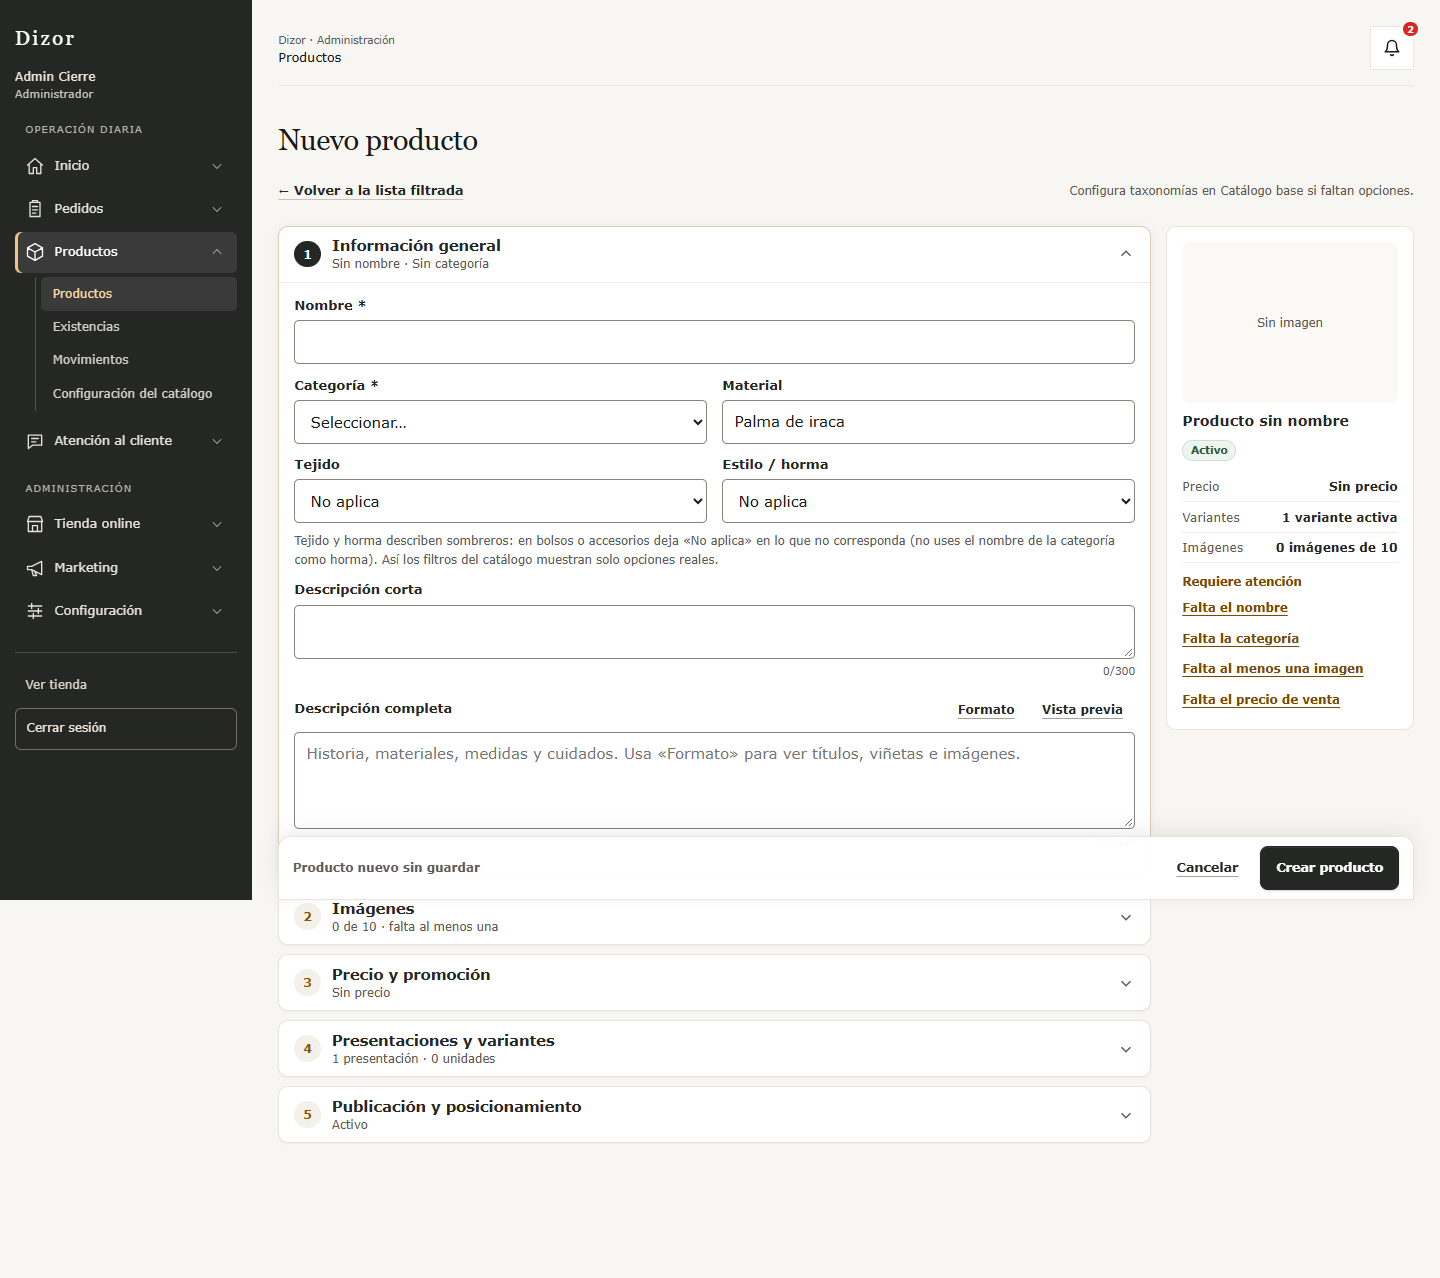 Dizor
Admin Cierre
Administrador
OPERACIÓN DIARIA
Inicio
Pedidos
Productos
Productos
Existencias
Movimientos
Configuración del catálogo
Atención al cliente
ADMINISTRACIÓN
Tienda online
Marketing
Configuración
Ver tienda
Cerrar sesión
Dizor · Administración
Productos
2
Nuevo producto
← Volver a la lista filtrada
Configura taxonomías en Catálogo base si faltan opciones.
1
Información general
Sin nombre · Sin categoría
Nombre *
Categoría *
Material
Seleccionar...
Palma de iraca
Tejido
Estilo / horma
No aplica
No aplica
Tejido y horma describen sombreros: en bolsos o accesorios deja «No aplica» en lo que no corresponda (no uses el nombre de la categoría
como horma). Así los filtros del catálogo muestran solo opciones reales.
Descripción corta
0/300
Descripción completa
Formato
Vista previa
Historia, materiales, medidas y cuidados. Usa «Formato» para ver títulos, viñetas e imágenes.
Producto nuevo sin guardar
Cancelar
Crear producto
2
Imágenes
0 de 10 · falta al menos una
3
Precio y promoción
Sin precio
4
Presentaciones y variantes
1 presentación · 0 unidades
5
Publicación y posicionamiento
Activo
Sin imagen
Producto sin nombre
Activo
Precio
Sin precio
Variantes
1 variante activa
Imágenes
0 imágenes de 10
Requiere atención
Falta el nombre
Falta la categoría
Falta al menos una imagen
Falta el precio de venta